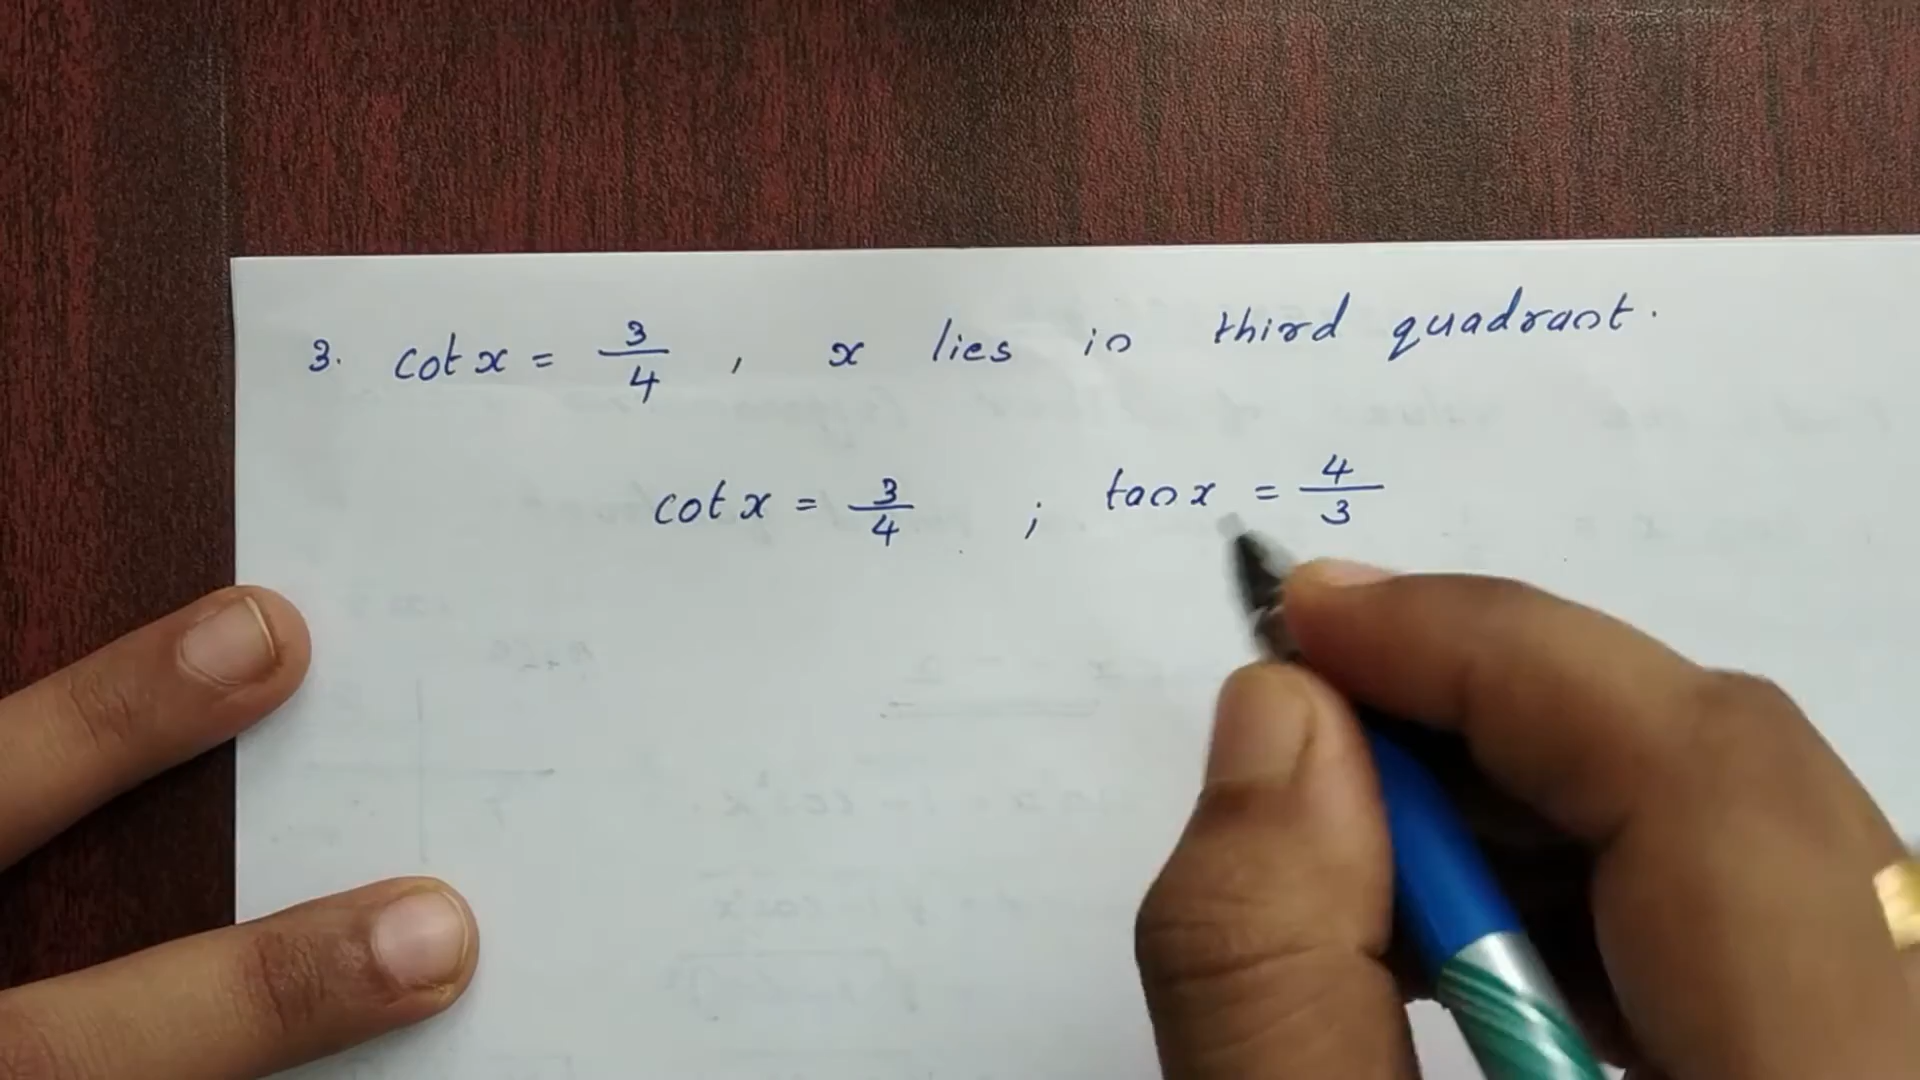 3. cot x = 3/4 , x lies in third quadrant.
cot x = 3/4 ; tan x = 4/3